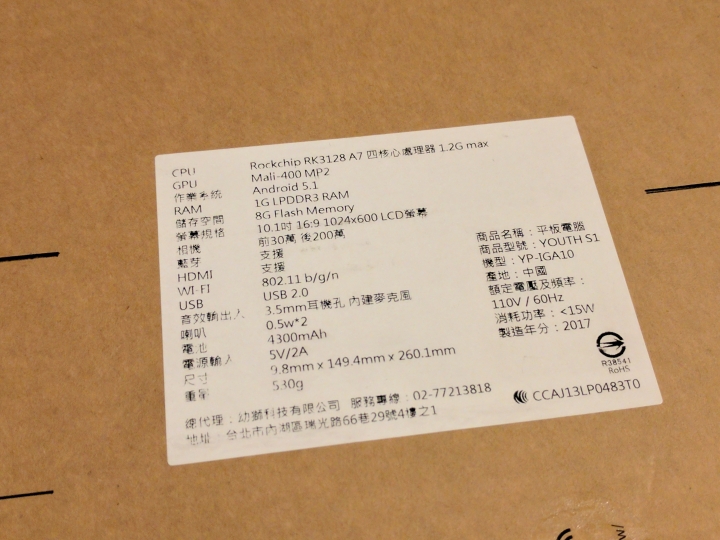 CPU Rockchip RK3128 A7 四核心處理器 1.2G max
GPU Mali-400 MP2
作業系統 Android 5.1
RAM 1G LPDDR3 RAM
儲存空間 8G Flash Memory
螢幕規格 10.1吋 16:9 1024x600 LCD螢幕
相機 前30萬 後200萬
藍芽 支援
HDMI 支援
WI-FI 802.11 b/g/n
USB USB 2.0
音效輸出入 3.5mm耳機孔 內建麥克風
喇叭 0.5w*2
電池 4300mAh
電源輸入 5V/2A
尺寸 9.8mm x 149.4mm x 260.1mm
重量 530g
總代理：幼獅科技有限公司 服務專線：02-77213818
地址：台北市內湖區瑞光路66巷29號4樓之1
商品名稱：平板電腦
商品型號：YOUTH S1
機型：YP-IGA10
產地：中國
額定電壓及頻率：
110V / 60Hz
消耗功率：<15W
製造年分：2017
R38541
RoHS
CCAJ13LP0483T0